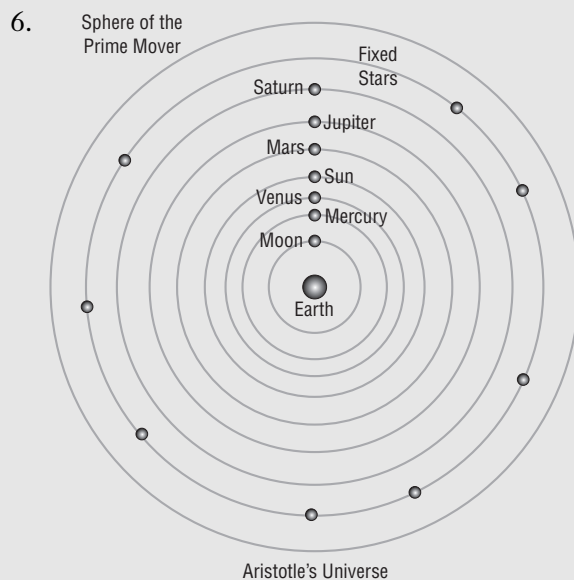 6.
Sphere of the
Prime Mover
Fixed
Stars
Saturn
Jupiter
Mars
Sun
Venus
Mercury
Moon
Earth
Aristotle's Universe